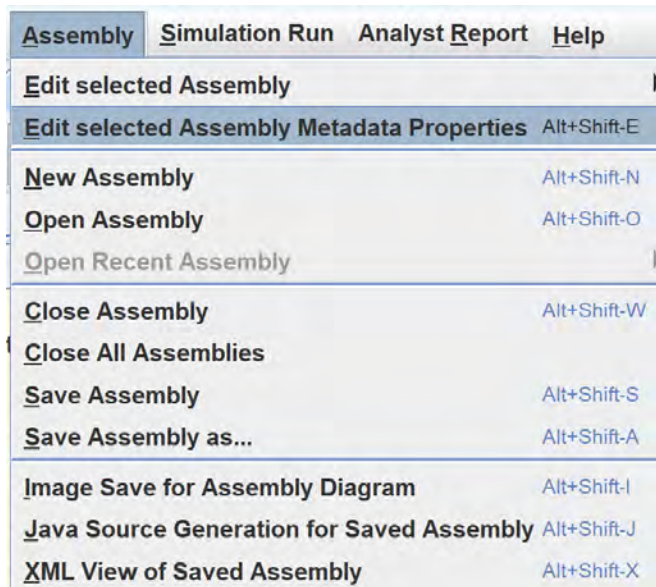 Assembly Simulation Run Analyst Report Help
Edit selected Assembly
Edit selected Assembly Metadata Properties Alt+Shift-E
New Assembly Alt+Shift-N
Open Assembly Alt+Shift-O
Open Recent Assembly
Close Assembly Alt+Shift-W
Close All Assemblies
Save Assembly Alt+Shift-S
Save Assembly as... Alt+Shift-A
Image Save for Assembly Diagram Alt+Shift-I
Java Source Generation for Saved Assembly Alt+Shift-J
XML View of Saved Assembly Alt+Shift-X